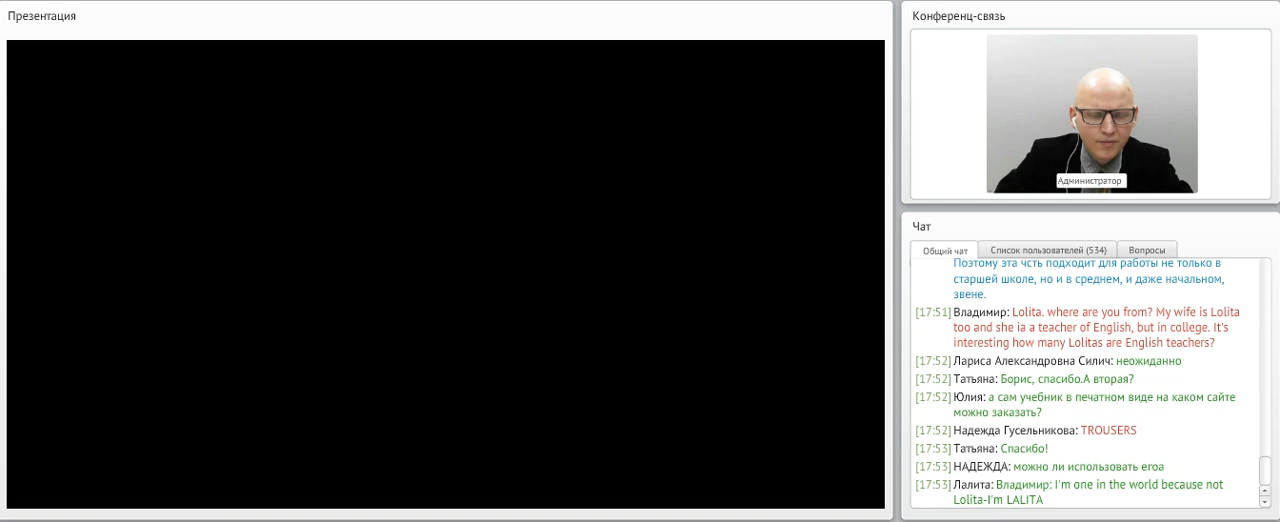 Презентация
Конференц-связь
Администратор
Чат
Общий чат
Список пользователей (534)
Вопросы
Поэтому эта чсть подходит для работы не только в
старшей школе, но и в среднем, и даже начальном,
звене.
[17:51] Владимир: Lolita. where are you from? My wife is Lolita
too and she ia a teacher of English, but in college. It's
interesting how many Lolitas are English teachers?
[17:52] Лариса Александровна Силич: неожиданно
[17:52] Татьяна: Борис, спасибо.А вторая?
[17:52] Юлия: а сам учебник в печатном виде на каком сайте
можно заказать?
[17:52] Надежда Гусельникова: TROUSERS
[17:53] Татьяна: Спасибо!
[17:53] НАДЕЖДА: можно ли использовать егоа
[17:53] Лалита: Владимир: I'm one in the world because not
Lolita-I'm LALITA